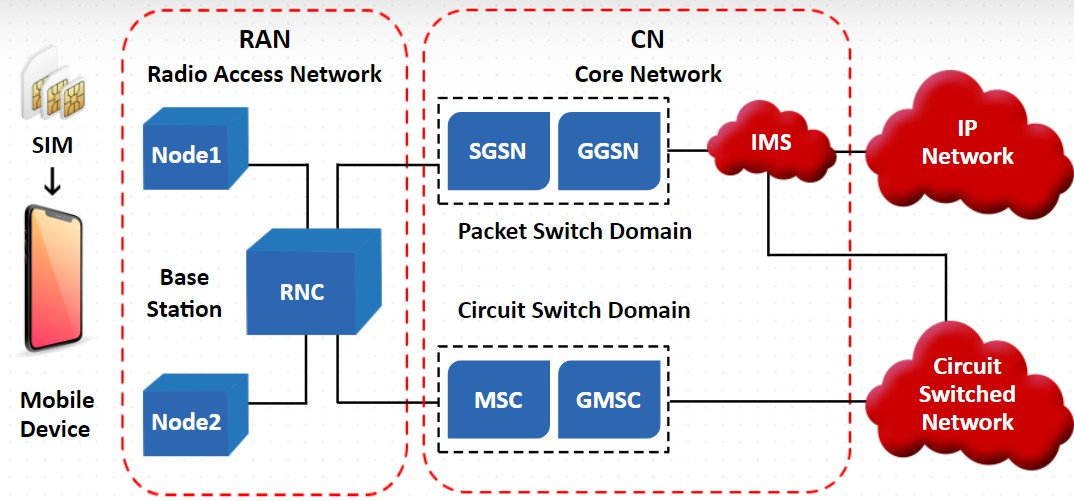 RAN
Radio Access Network
CN
Core Network
SIM
Node1
SGSN
GGSN
IMS
IP
Network
Packet Switch Domain
Base
Station
RNC
Circuit Switch Domain
Mobile
Device
Node2
MSC
GMSC
Circuit
Switched
Network